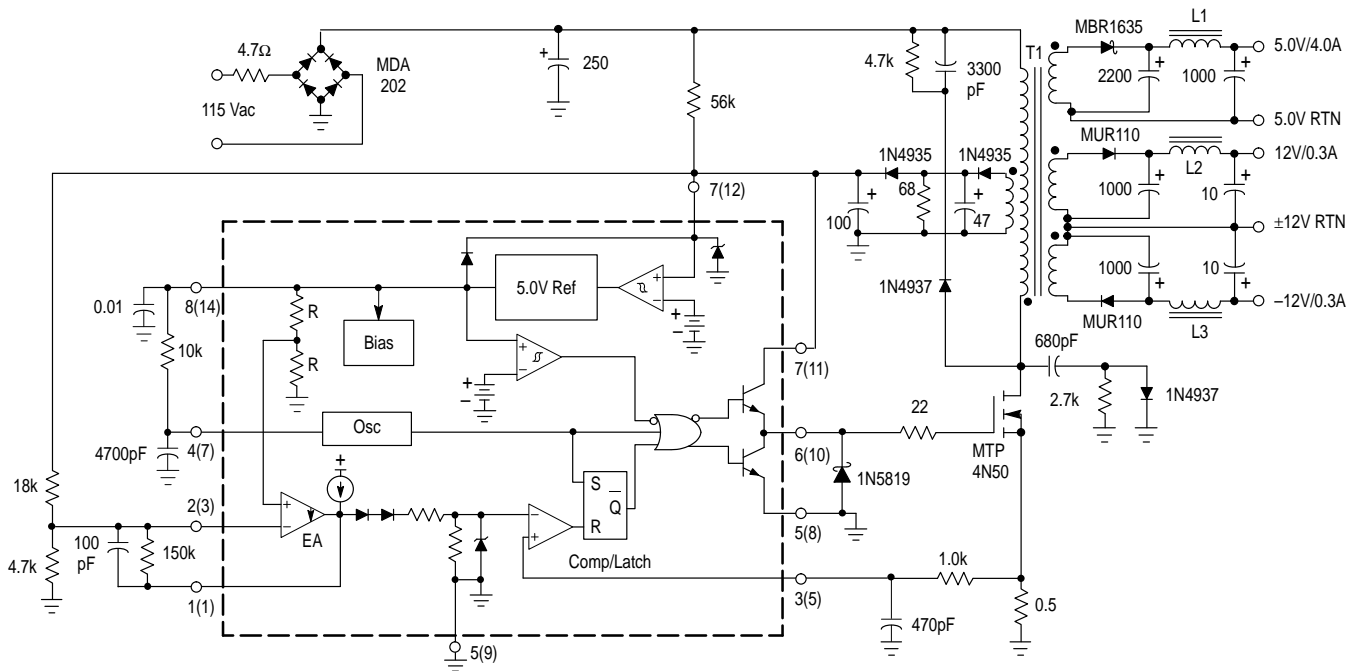 4.7Ω
MDA
202
115 Vac
+
250
56k
4.7k
3300
pF
T1
MBR1635
L1
+
2200
+
1000
5.0V/4.0A
5.0V RTN
MUR110
L2
12V/0.3A
+
1000
+
10
±12V RTN
1000
+
10
+
–12V/0.3A
MUR110
L3
1N4935
1N4935
68
+
100
+
47
7(12)
1N4937
0.01
8(14)
R
R
Bias
5.0V Ref
+
–
+
–
+
–
+
–
10k
680pF
2.7k
1N4937
7(11)
4(7)
4700pF
Osc
6(10)
22
MTP
4N50
1N5819
5(8)
18k
+
2(3)
+
–
EA
S
Q
R
–
+
Comp/Latch
4.7k
100
pF
150k
1(1)
5(9)
3(5)
1.0k
470pF
0.5